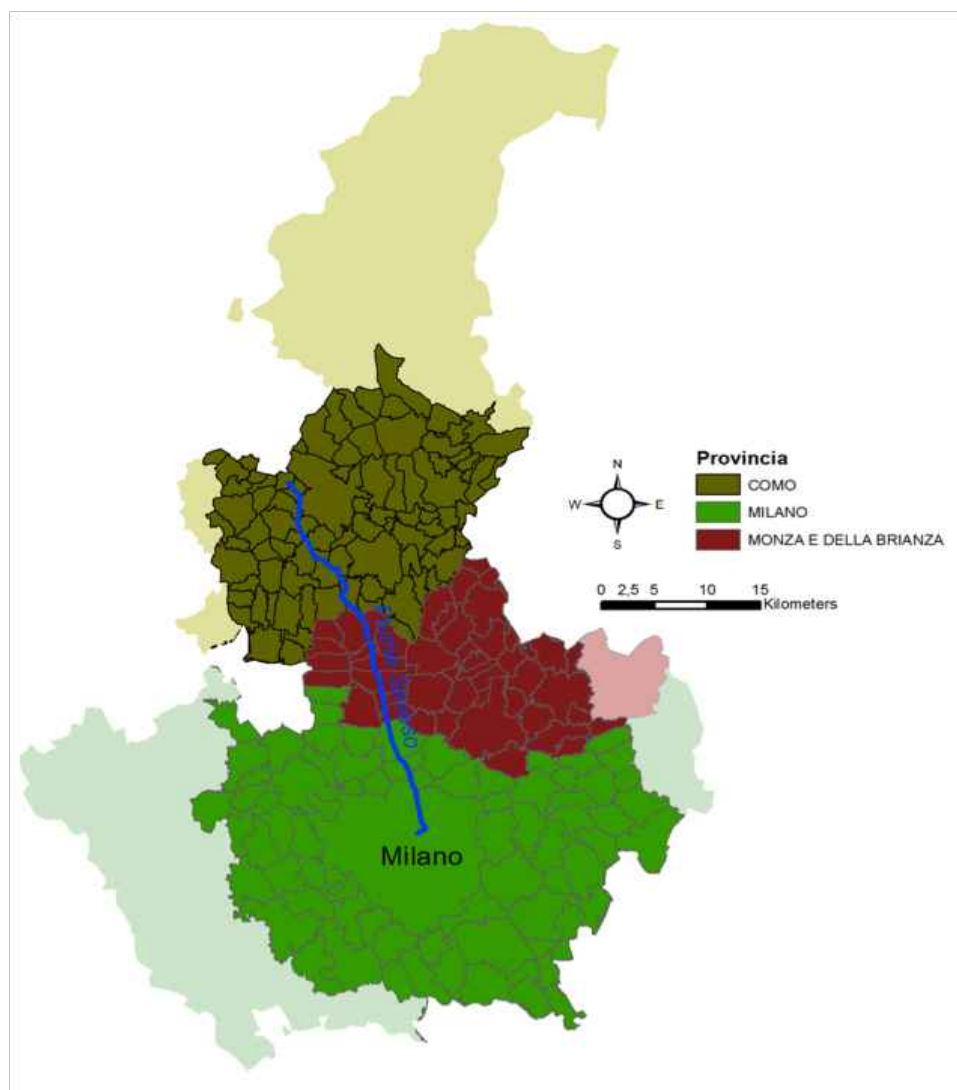 Provincia
N
COMO
W
E
MILANO
S
MONZA E DELLA BRIANZA
0 2,5 5 10 15
Kilometers
Milano